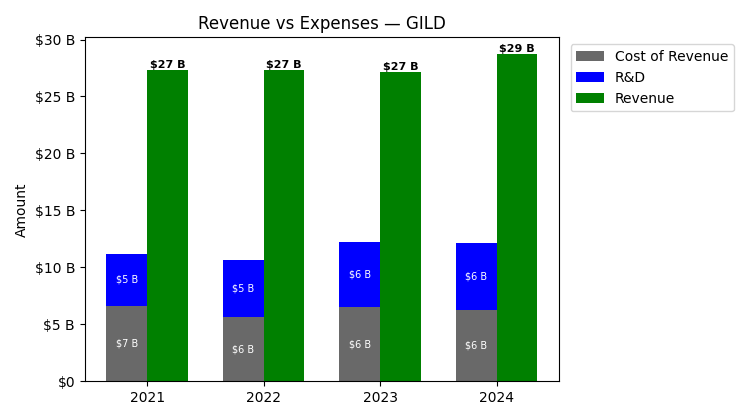 Revenue vs Expenses — GILD
$30 B
$25 B
$20 B
$15 B
$10 B
$5 B
$0
Amount
$27 B
$27 B
$27 B
$29 B
$5 B
$5 B
$6 B
$6 B
$7 B
$6 B
$6 B
$6 B
2021
2022
2023
2024
Cost of Revenue
R&D
Revenue